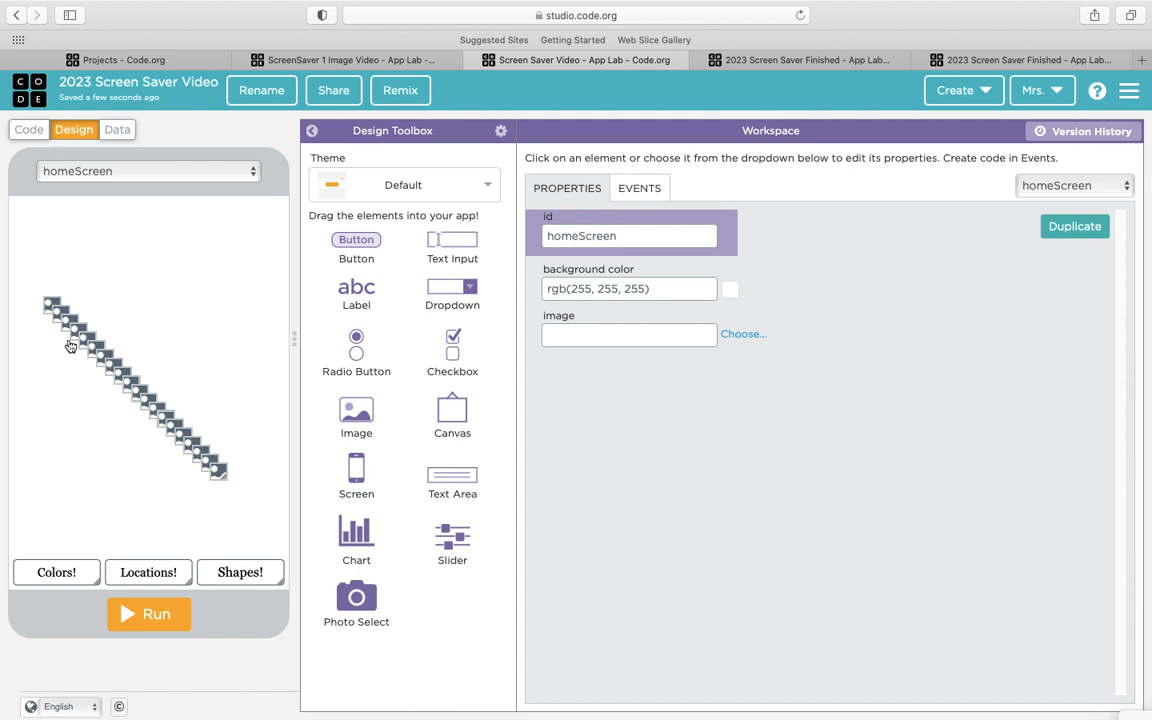 studio.code.org
Suggested Sites Getting Started Web Slice Gallery
Projects - Code.org
ScreenSaver 1 Image Video - App Lab -...
Screen Saver Video - App Lab - Code.org
2023 Screen Saver Finished - App Lab...
2023 Screen Saver Finished - App Lab...
C O
D E
2023 Screen Saver Video
Saved a few seconds ago
Rename
Share
Remix
Create
Mrs.
?
Code Design Data
Design Toolbox
Workspace
Version History
homeScreen
Theme
Default
Drag the elements into your app!
Button
Button
Text Input
abc
Label
Dropdown
Radio Button
Checkbox
Image
Canvas
Screen
Text Area
Chart
Slider
Photo Select
Click on an element or choose it from the dropdown below to edit its properties. Create code in Events.
PROPERTIES EVENTS
homeScreen
id
homeScreen
Duplicate
background color
rgb(255, 255, 255)
image
Choose...
Colors! Locations! Shapes!
Run
English
©